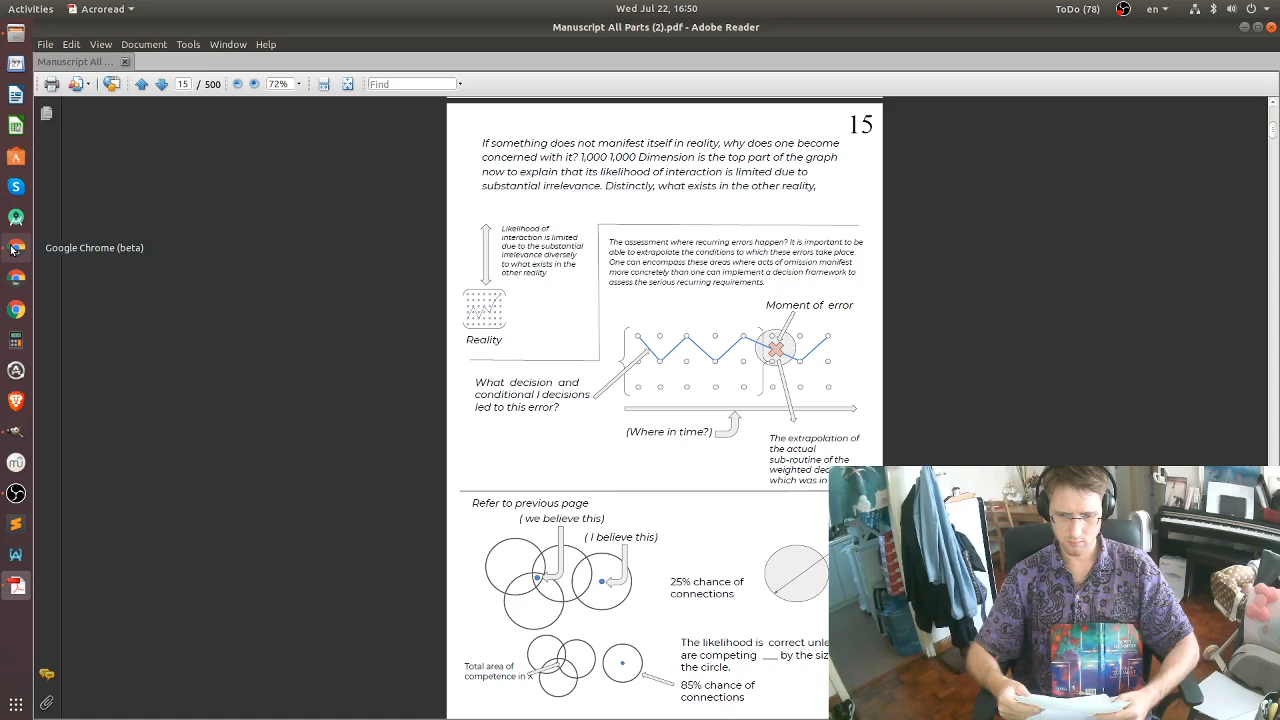 Activities
Acroread
Wed Jul 22, 16:50
ToDo (78)
en
Manuscript All Parts (2).pdf - Adobe Reader
File Edit View Document Tools Window Help
Manuscript All ...
15 / 500
72%
Find
15
If something does not manifest itself in reality, why does one become
concerned with it? 1,000 1,000 Dimension is the top part of the graph
now to explain that its likelihood of interaction is limited due to
substantial irrelevance. Distinctly, what exists in the other reality,
Google Chrome (beta)
Likelihood of
interaction is limited
due to the substantial
irrelevance diversely
to what exists in the
other reality.
Reality
The assessment where recurring errors happen? It is important to be
able to extrapolate the conditions to which these errors take place.
One can encompass these areas where acts of omission manifest
more concretely than one can implement a decision framework to
assess the serious recurring requirements.
Moment of error
What decision and
conditional l decisions
led to this error?
(Where in time?)
The extrapolation of
the actual
sub-routine of the
weighted
which was in
Refer to previous page
( we believe this)
( I believe this)
25% chance of
connections
The likelihood is correct
are competing __ by the
the circle.
Total area of
competence in
85% chance of
connections